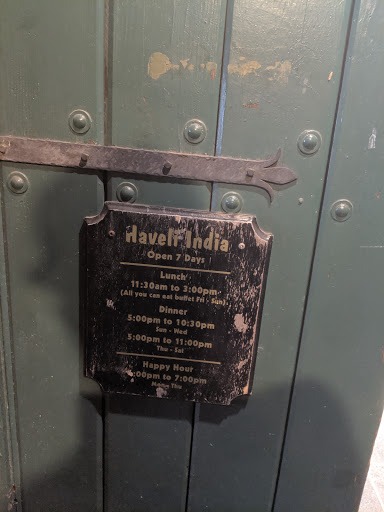 Haveli India
Open 7 Days
Lunch
11:30am to 3:00pm
(All you can eat buffet Fri - Sun)
Dinner
5:00pm to 10:30pm
Sun - Wed
5:00pm to 11:00pm
Thu - Sat
Happy Hour
:00pm to 7:00pm
Thu